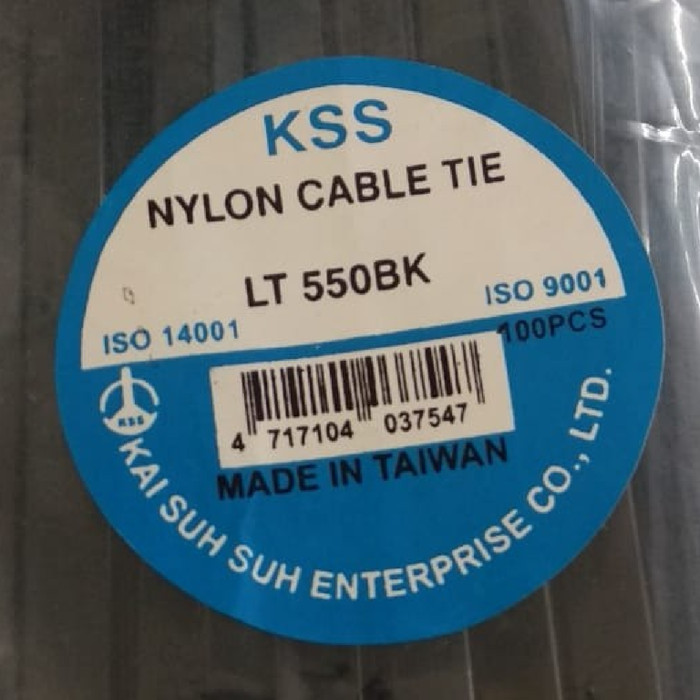 KSS
NYLON CABLE TIE
LT 550BK
ISO 14001
ISO 9001
100PCS
4 717104 037547
MADE IN TAIWAN
KSS
KAI SUH SUH ENTERPRISE CO., LTD.